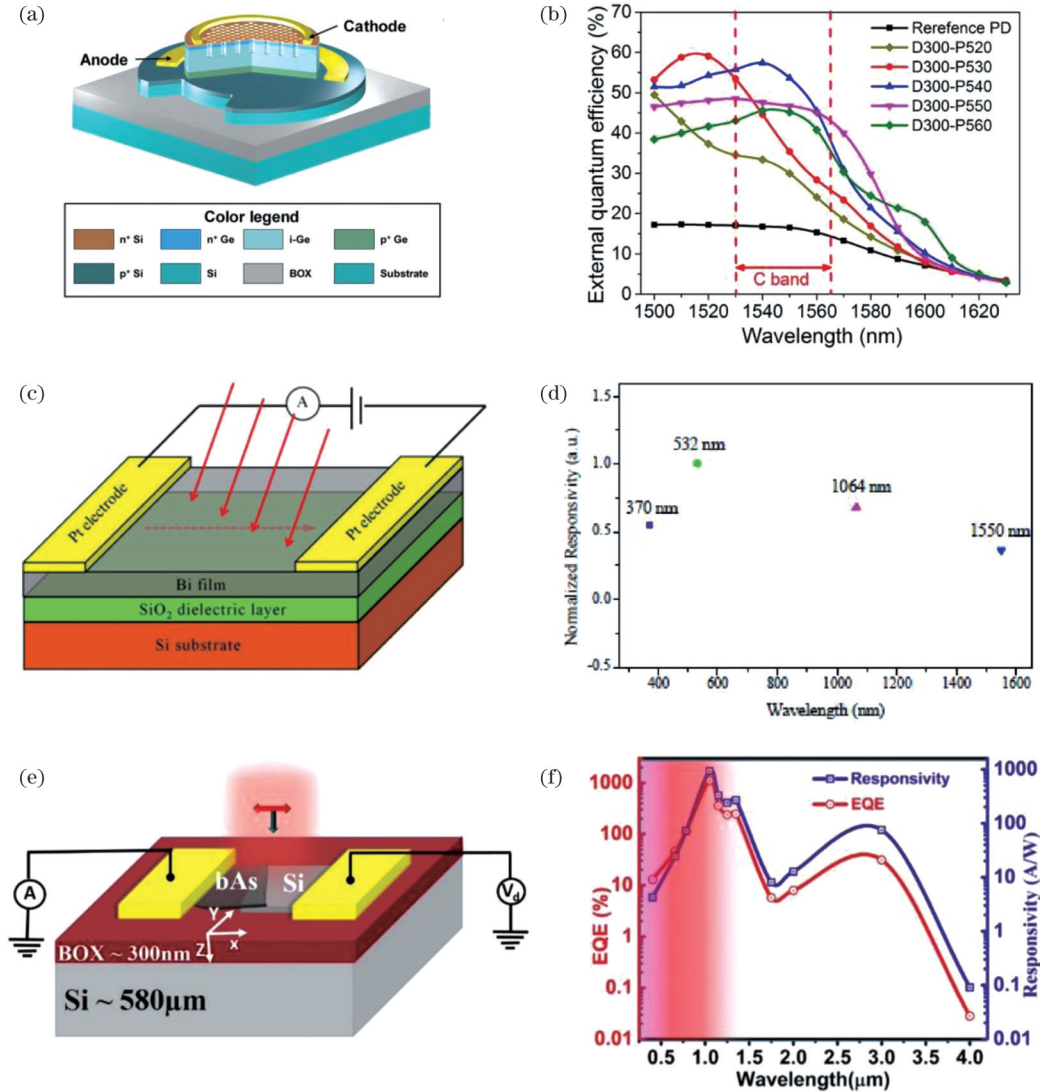 (a)
Cathode
Anode
Color legend
n⁺ Si
n⁺ Ge
i-Ge
p⁺ Ge
p⁺ Si
Si
BOX
Substrate
(b)
External quantum efficiency (%)
70
60
50
40
30
20
10
0
Rerefence PD
D300-P520
D300-P530
D300-P540
D300-P550
D300-P560
C band
1500 1520 1540 1560 1580 1600 1620
Wavelength (nm)
(c)
A
Pt electrode
Pt electrode
Bi film
SiO₂ dielectric layer
Si substrate
(d)
Normalized Responsivity (a.u.)
1.5
1.0
0.5
0.0
-0.5
532 nm
370 nm
1064 nm
1550 nm
400 600 800 1000 1200 1400 1600
Wavelength (nm)
(e)
A
bAs
Si
V_d
Y
X
Z
BOX ~ 300nm
Si ~ 580μm
(f)
EQE (%)
1000
100
10
1
0.1
0.01
Responsivity
EQE
1000
100
10
1
0.1
0.01
Responsivity (A/W)
0.5 1.0 1.5 2.0 2.5 3.0 3.5 4.0
Wavelength(μm)